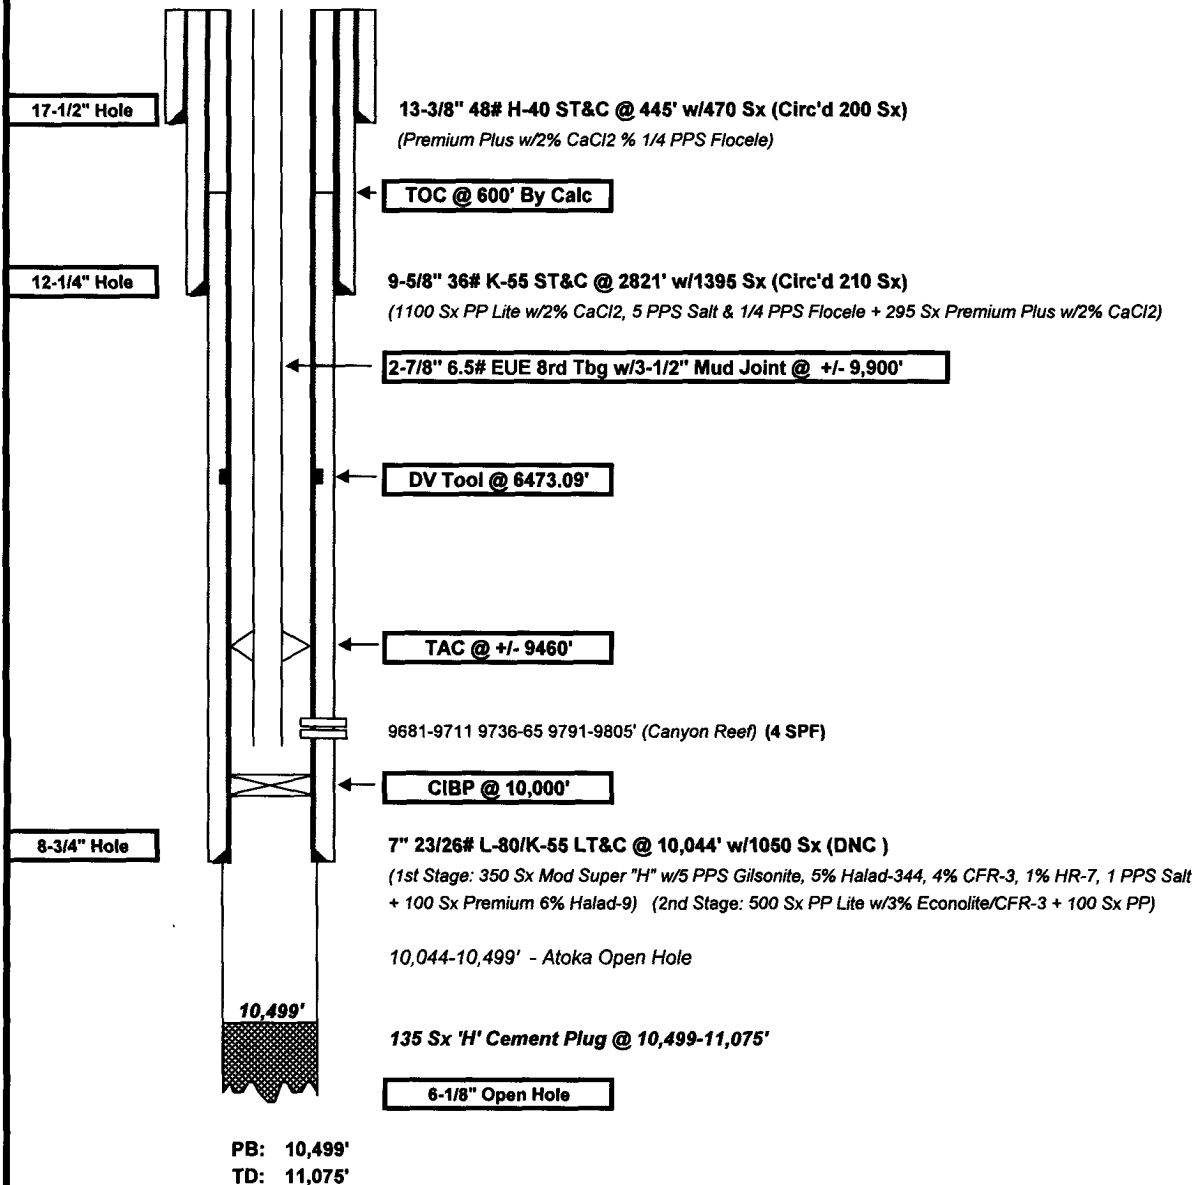 17-1/2" Hole
13-3/8" 48# H-40 ST&C @ 445' w/470 Sx (Circ'd 200 Sx)
(Premium Plus w/2% CaCl2 % 1/4 PPS Flocele)
TOC @ 600' By Calc
12-1/4" Hole
9-5/8" 36# K-55 ST&C @ 2821' w/1395 Sx (Circ'd 210 Sx)
(1100 Sx PP Lite w/2% CaCl2, 5 PPS Salt & 1/4 PPS Flocele + 295 Sx Premium Plus w/2% CaCl2)
2-7/8" 6.5# EUE 8rd Tbg w/3-1/2" Mud Joint @ +/- 9,900'
DV Tool @ 6473.09'
TAC @ +/- 9460'
9681-9711 9736-65 9791-9805' (Canyon Reef) (4 SPF)
CIBP @ 10,000'
8-3/4" Hole
7" 23/26# L-80/K-55 LT&C @ 10,044' w/1050 Sx (DNC )
(1st Stage: 350 Sx Mod Super "H" w/5 PPS Gilsonite, 5% Halad-344, 4% CFR-3, 1% HR-7, 1 PPS Salt
+ 100 Sx Premium 6% Halad-9) (2nd Stage: 500 Sx PP Lite w/3% Econolite/CFR-3 + 100 Sx PP)
10,044-10,499' - Atoka Open Hole
10,499'
135 Sx 'H' Cement Plug @ 10,499-11,075'
6-1/8" Open Hole
PB: 10,499'
TD: 11,075'